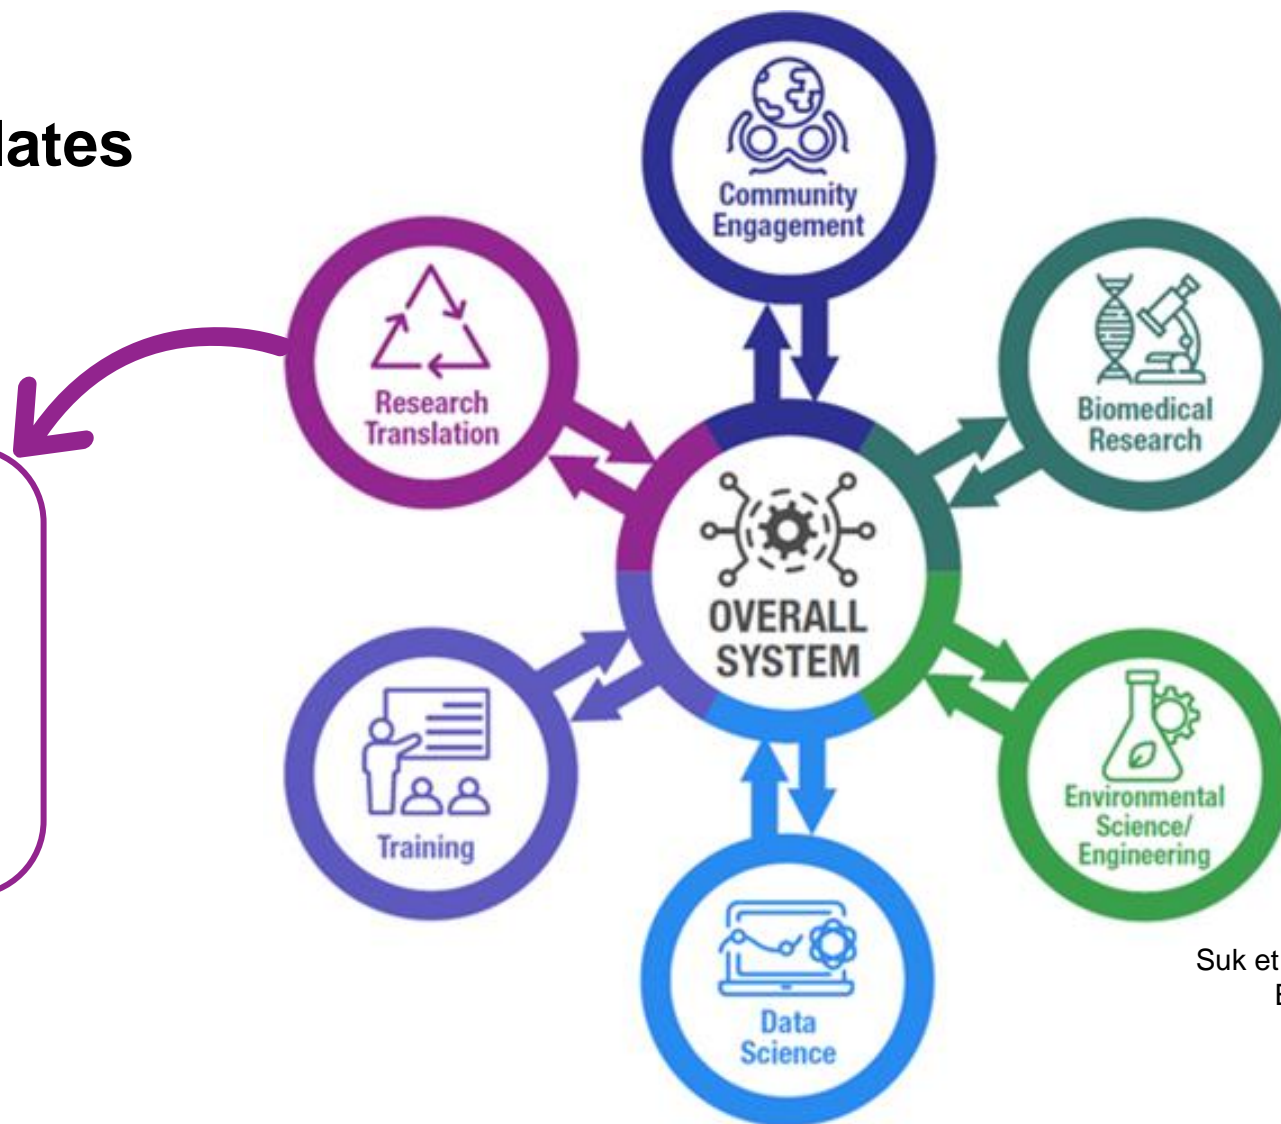 lates
Community
Engagement
Research
Translation
Biomedical
Research
OVERALL
SYSTEM
Training
Environmental
Science/
Engineering
Data
Science
Suk et
E